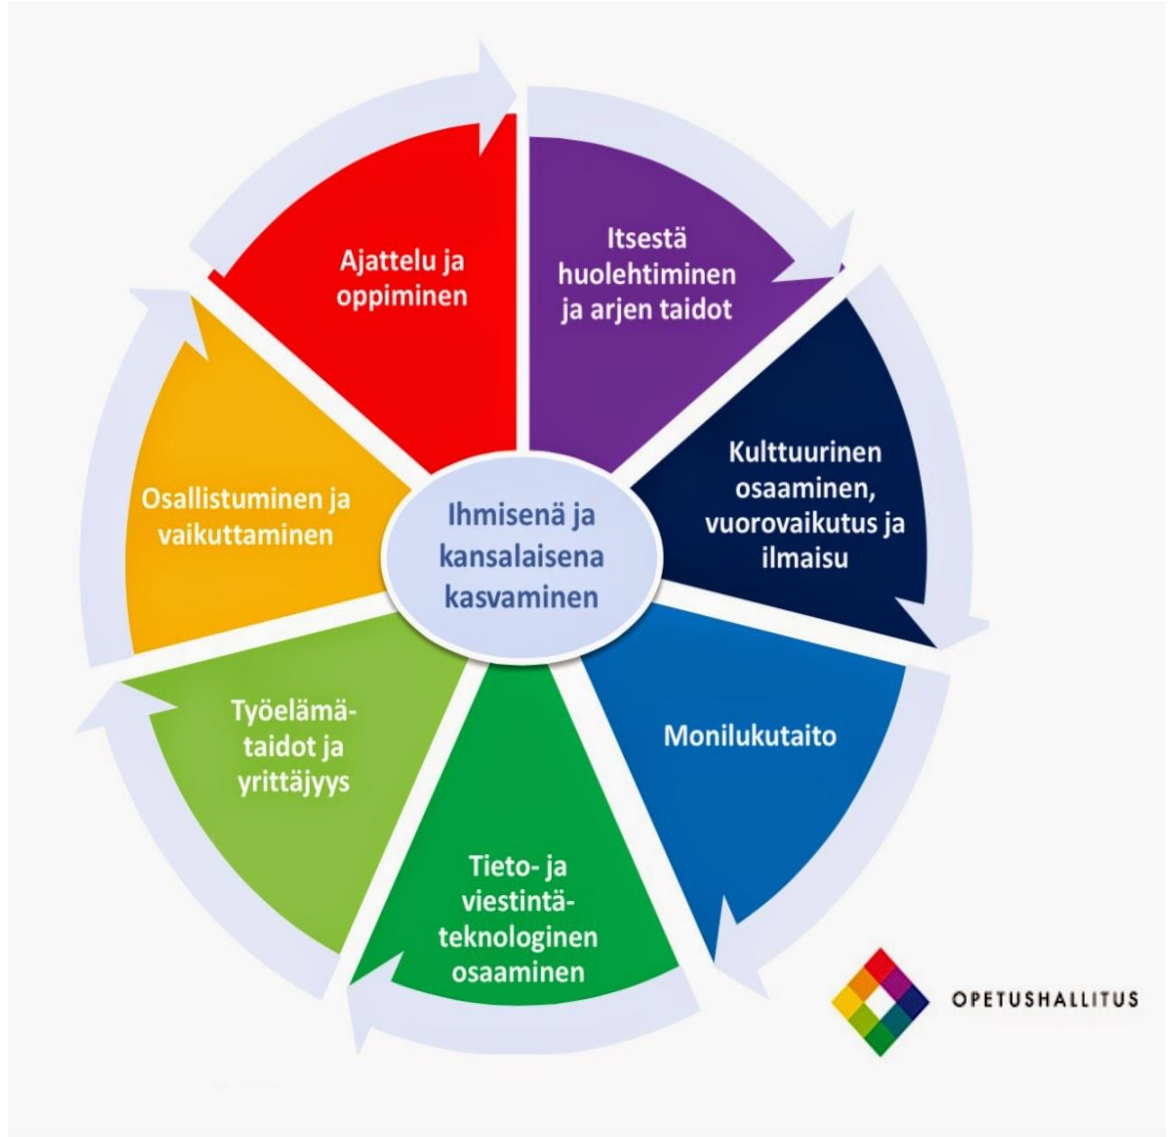 Ajattelu ja
oppiminen
Itsestä
huolehtiminen
ja arjen taidot
Kulttuurinen
osaaminen,
vuorovaikutus ja
ilmaisu
Monilukutaito
Tieto- ja
viestintä-
teknologinen
osaaminen
Työelämä-
taidot ja
yrittäjyys
Osallistuminen ja
vaikuttaminen
Ihmisenä ja
kansalaisena
kasvaminen
OPETUSHALLITUS